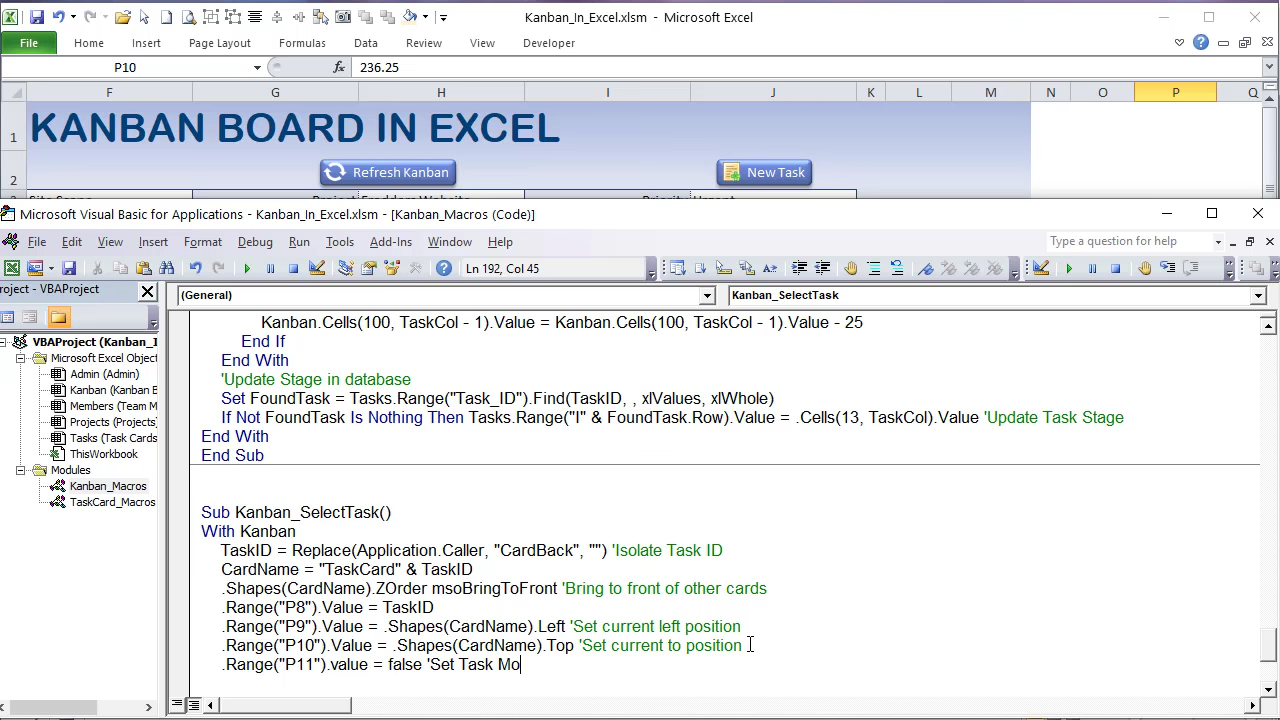 Kanban_In_Excel.xlsm - Microsoft Excel
File Home Insert Page Layout Formulas Data Review View Developer
P10 fx 236.25
F G H I J K L M N O P Q
1 KANBAN BOARD IN EXCEL
2 Refresh Kanban New Task
Microsoft Visual Basic for Applications - Kanban_In_Excel.xlsm - [Kanban_Macros (Code)]
File Edit View Insert Format Debug Run Tools Add-Ins Window Help Type a question for help
Ln 192, Col 45
roject - VBAProject
(General) Kanban_SelectTask
VBAProject (Kanban_I
Microsoft Excel Object
Admin (Admin)
Kanban (Kanban B
Members (Team M
Projects (Projects)
Tasks (Task Cards
ThisWorkbook
Modules
Kanban_Macros
TaskCard_Macros
Kanban.Cells(100, TaskCol - 1).Value = Kanban.Cells(100, TaskCol - 1).Value - 25
End If
End With
'Update Stage in database
Set FoundTask = Tasks.Range("Task_ID").Find(TaskID, , xlValues, xlWhole)
If Not FoundTask Is Nothing Then Tasks.Range("I" & FoundTask.Row).Value = .Cells(13, TaskCol).Value 'Update Task Stage
End With
End Sub
Sub Kanban_SelectTask()
With Kanban
TaskID = Replace(Application.Caller, "CardBack", "") 'Isolate Task ID
CardName = "TaskCard" & TaskID
.Shapes(CardName).ZOrder msoBringToFront 'Bring to front of other cards
.Range("P8").Value = TaskID
.Range("P9").Value = .Shapes(CardName).Left 'Set current left position
.Range("P10").Value = .Shapes(CardName).Top 'Set current to position
.Range("P11").value = false 'Set Task Mo